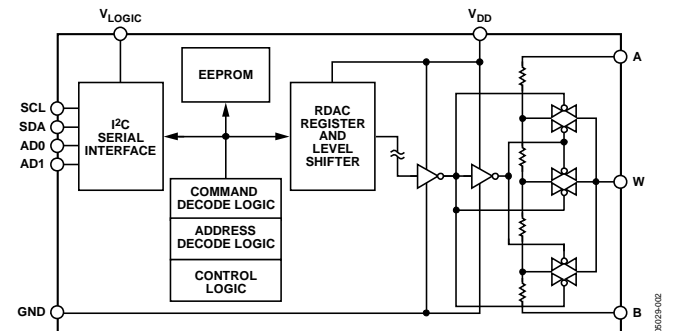 VLOGIC
VDD
A
EEPROM
SCL
SDA
AD0
AD1
I2C
SERIAL
INTERFACE
RDAC
REGISTER
AND
LEVEL
SHIFTER
W
COMMAND
DECODE LOGIC
ADDRESS
DECODE LOGIC
CONTROL
LOGIC
GND
B
05029-002